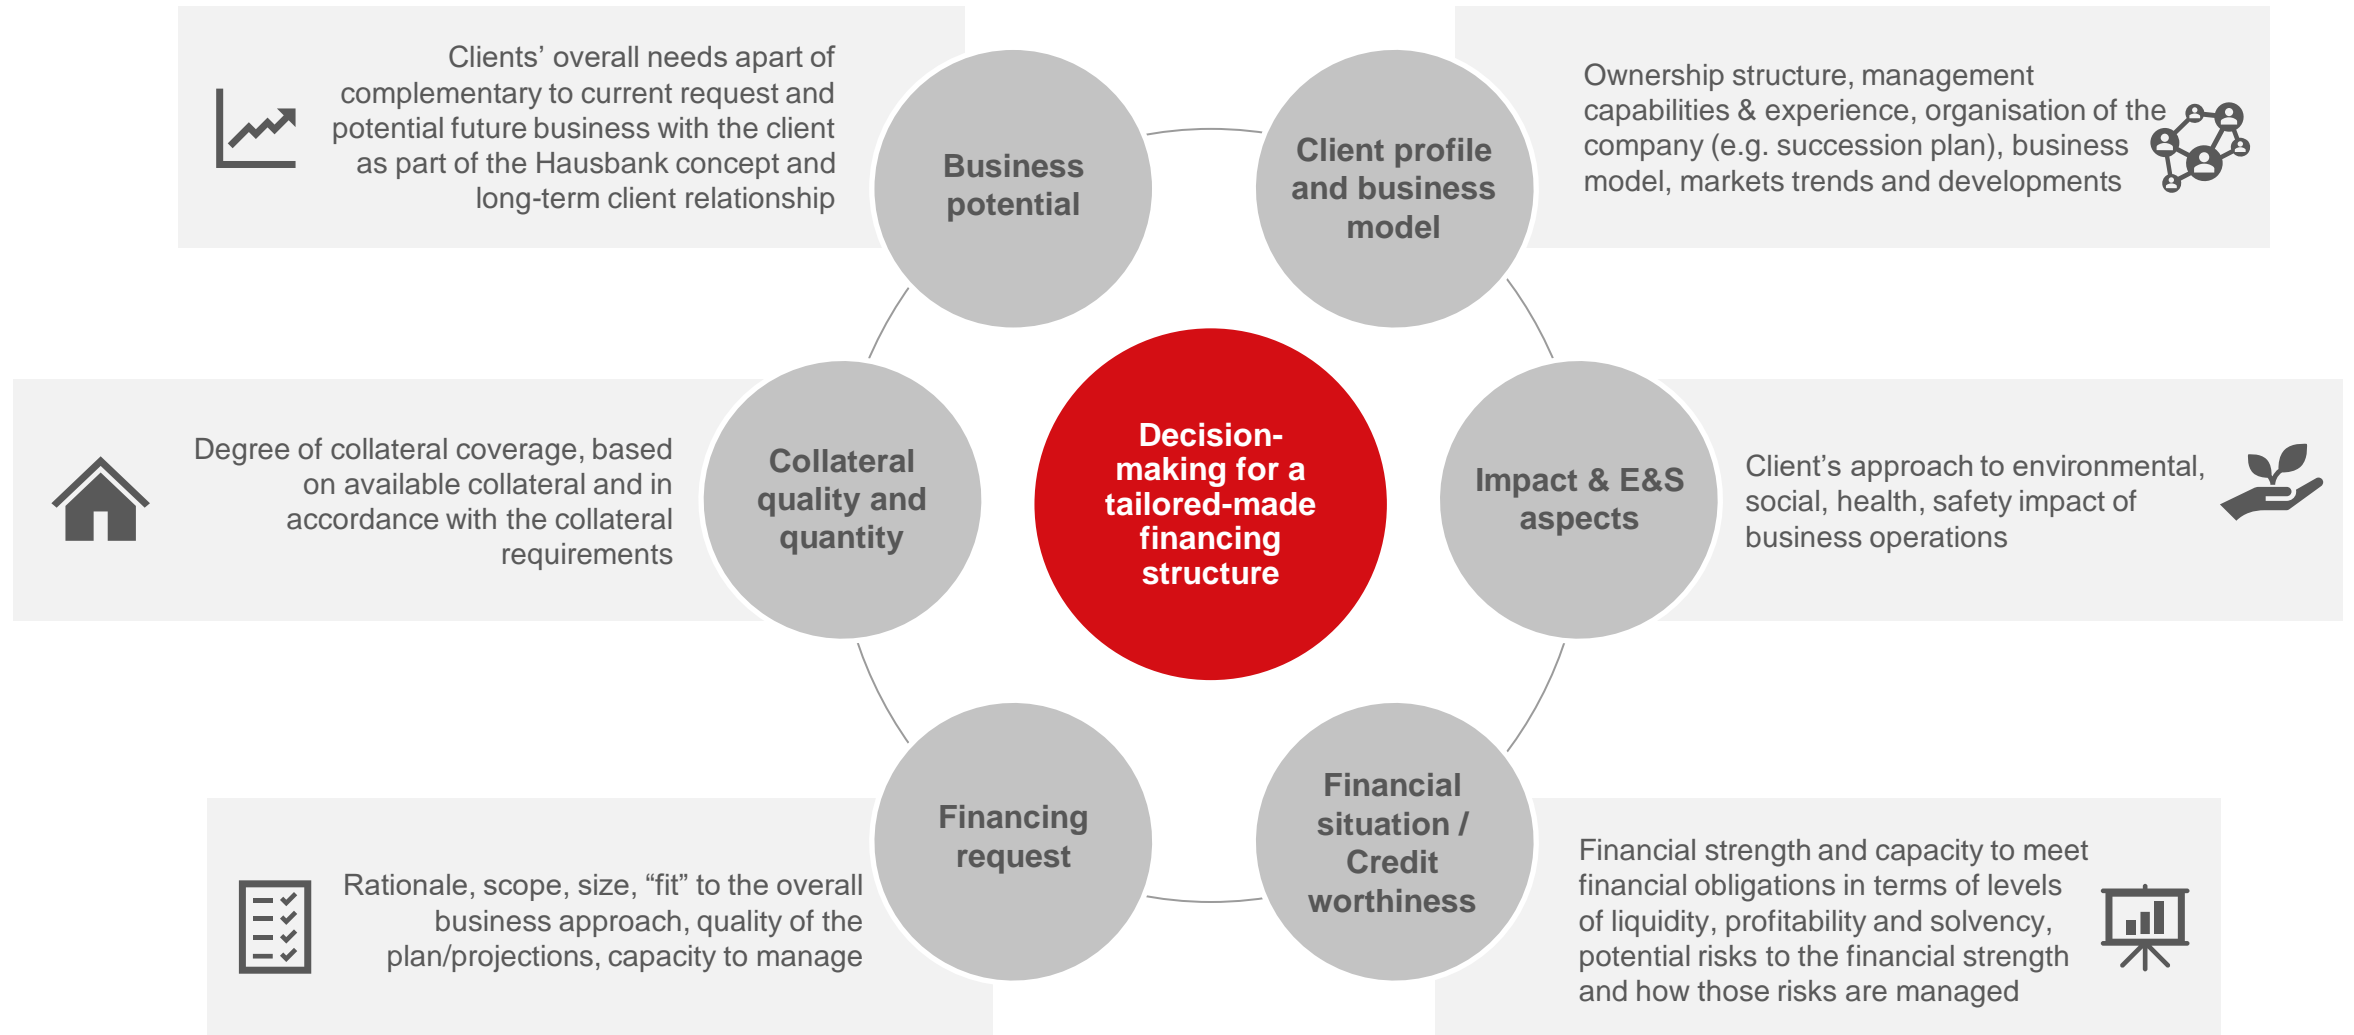 Clients’ overall needs apart of
complementary to current request and
potential future business with the client
as part of the Hausbank concept and
long-term client relationship
Business
potential
Client profile
and business
model
Ownership structure, management
capabilities & experience, organisation of the
company (e.g. succession plan), business
model, markets trends and developments
Degree of collateral coverage, based
on available collateral and in
accordance with the collateral
requirements
Collateral
quality and
quantity
Decision-
making for a
tailored-made
financing
structure
Impact & E&S
aspects
Client’s approach to environmental,
social, health, safety impact of
business operations
Rationale, scope, size, “fit” to the overall
business approach, quality of the
plan/projections, capacity to manage
Financing
request
Financial
situation /
Credit
worthiness
Financial strength and capacity to meet
financial obligations in terms of levels
of liquidity, profitability and solvency,
potential risks to the financial strength
and how those risks are managed